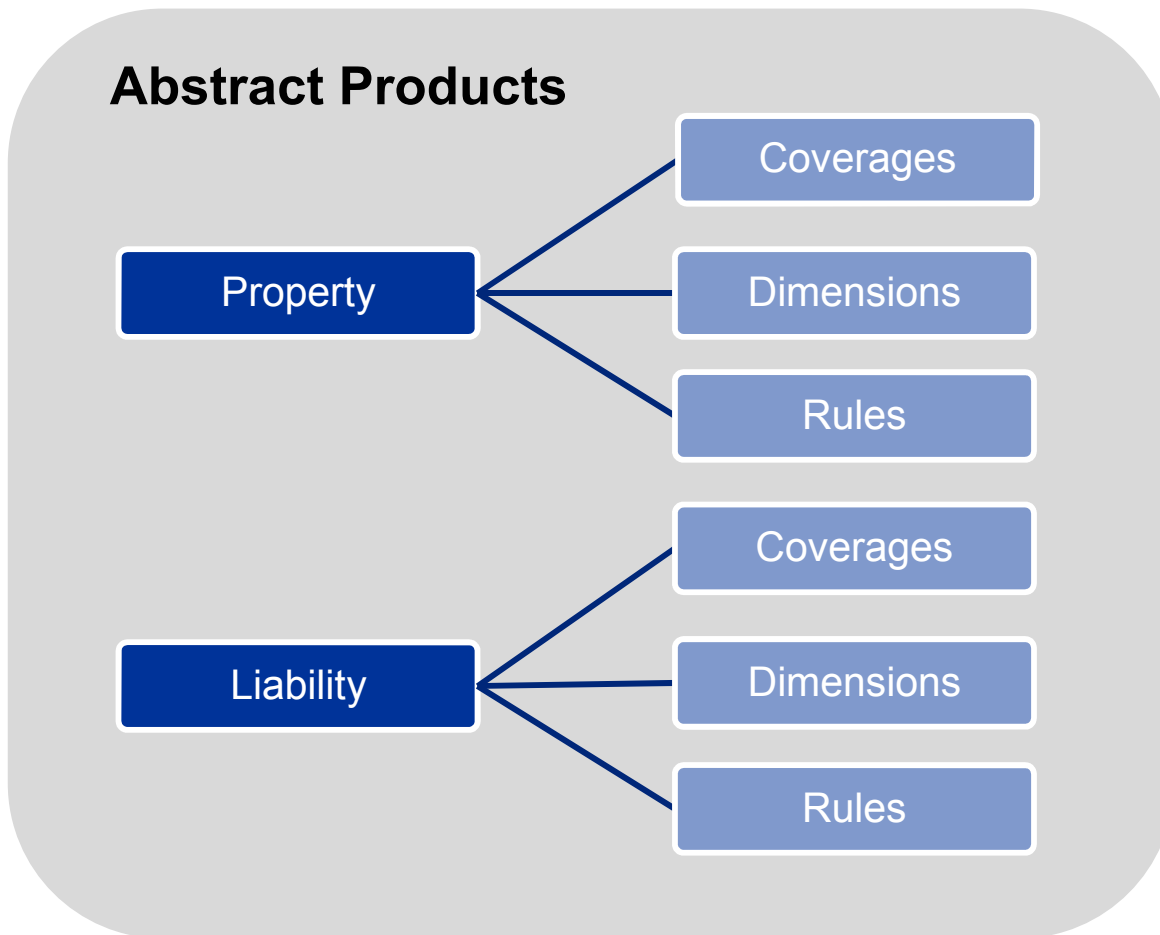 Abstract Products
Coverages
Property
Dimensions
Rules
Coverages
Liability
Dimensions
Rules